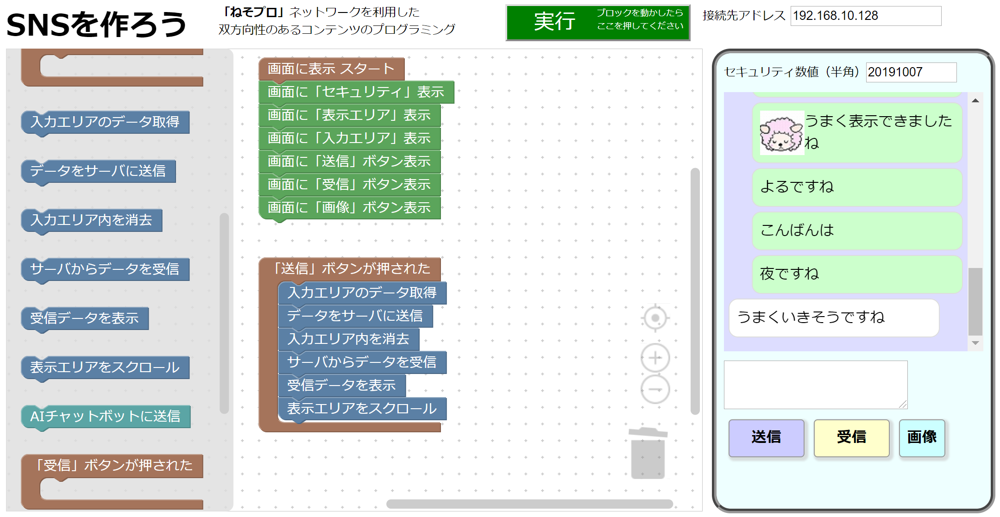 SNSを作ろう
「ねそプロ」ネットワークを利用した
双方向性のあるコンテンツのプログラミング
実行
ブロックを動かしたら
ここを押してください
接続先アドレス 192.168.10.128
入力エリアのデータ取得
データをサーバに送信
入力エリア内を消去
サーバからデータを受信
受信データを表示
表示エリアをスクロール
AIチャットボットに送信
「受信」ボタンが押された
画面に表示 スタート
画面に「セキュリティ」表示
画面に「表示エリア」表示
画面に「入力エリア」表示
画面に「送信」ボタン表示
画面に「受信」ボタン表示
画面に「画像」ボタン表示
「送信」ボタンが押された
入力エリアのデータ取得
データをサーバに送信
入力エリア内を消去
サーバからデータを受信
受信データを表示
表示エリアをスクロール
セキュリティ数値（半角） 20191007
うまく表示できました
ね
よるですね
こんばんは
夜ですね
うまくいきそうですね
送信
受信
画像